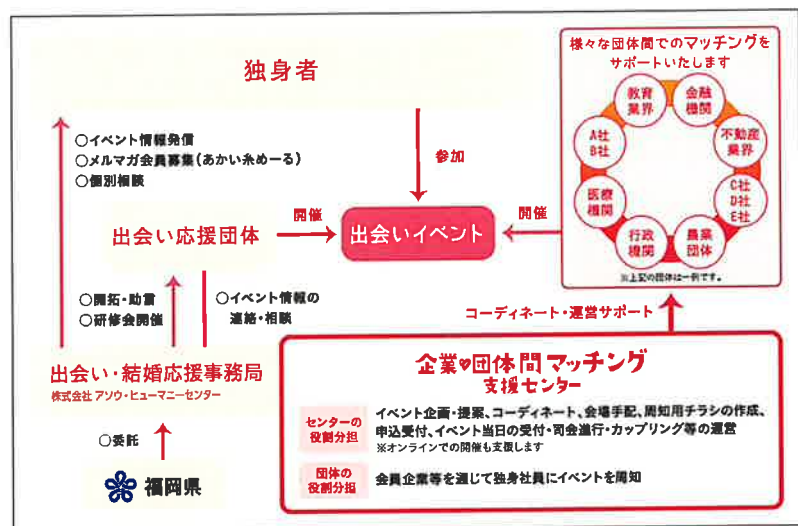 独身者
○イベント情報発信
○メルマガ会員募集(あかい糸めーる)
○個別相談
参加
出会い応援団体
開催
出会いイベント
開催
様々な団体間でのマッチングを
サポートいたします
教育
業界
金融
機関
A社
B社
不動産
業界
医療
機関
C社
D社
E社
行政
機関
農業
団体
※上記の団体は一例です。
○開拓・助言
○研修会開催
○イベント情報の
連絡・相談
コーディネート・運営サポート
出会い・結婚応援事務局
株式会社 アソウ・ヒューマニーセンター
○委託
福岡県
企業♥団体間マッチング
支援センター
センターの
役割分担
イベント企画・提案、コーディネート、会場手配、周知用チラシの作成、
申込受付、イベント当日の受付・司会進行・カップリング等の運営
※オンラインでの開催も支援します
団体の
役割分担
会員企業等を通じて独身社員にイベントを周知